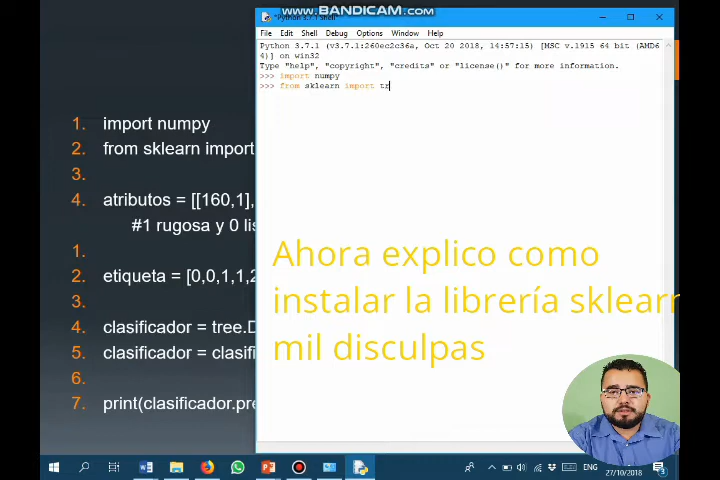 WWW.BANDICAM.COM
*Python 3.7.1 Shell*
File Edit Shell Debug Options Window Help
Python 3.7.1 (v3.7.1:260ec2c36a, Oct 20 2018, 14:57:15) [MSC v.1915 64 bit (AMD6
4)] on win32
Type "help", "copyright", "credits" or "license()" for more information.
>>> import numpy
>>> from sklearn import tr
1. import numpy
2. from sklearn import
3.
4. atributos = [[160,1],
#1 rugosa y 0 lis
1.
2. etiqueta = [0,0,1,1,2
3.
4. clasificador = tree.D
5. clasificador = clasifi
6.
7. print(clasificador.pre
Ahora explico como
instalar la librería sklearn
mil disculpas
ENG
27/10/2018
3